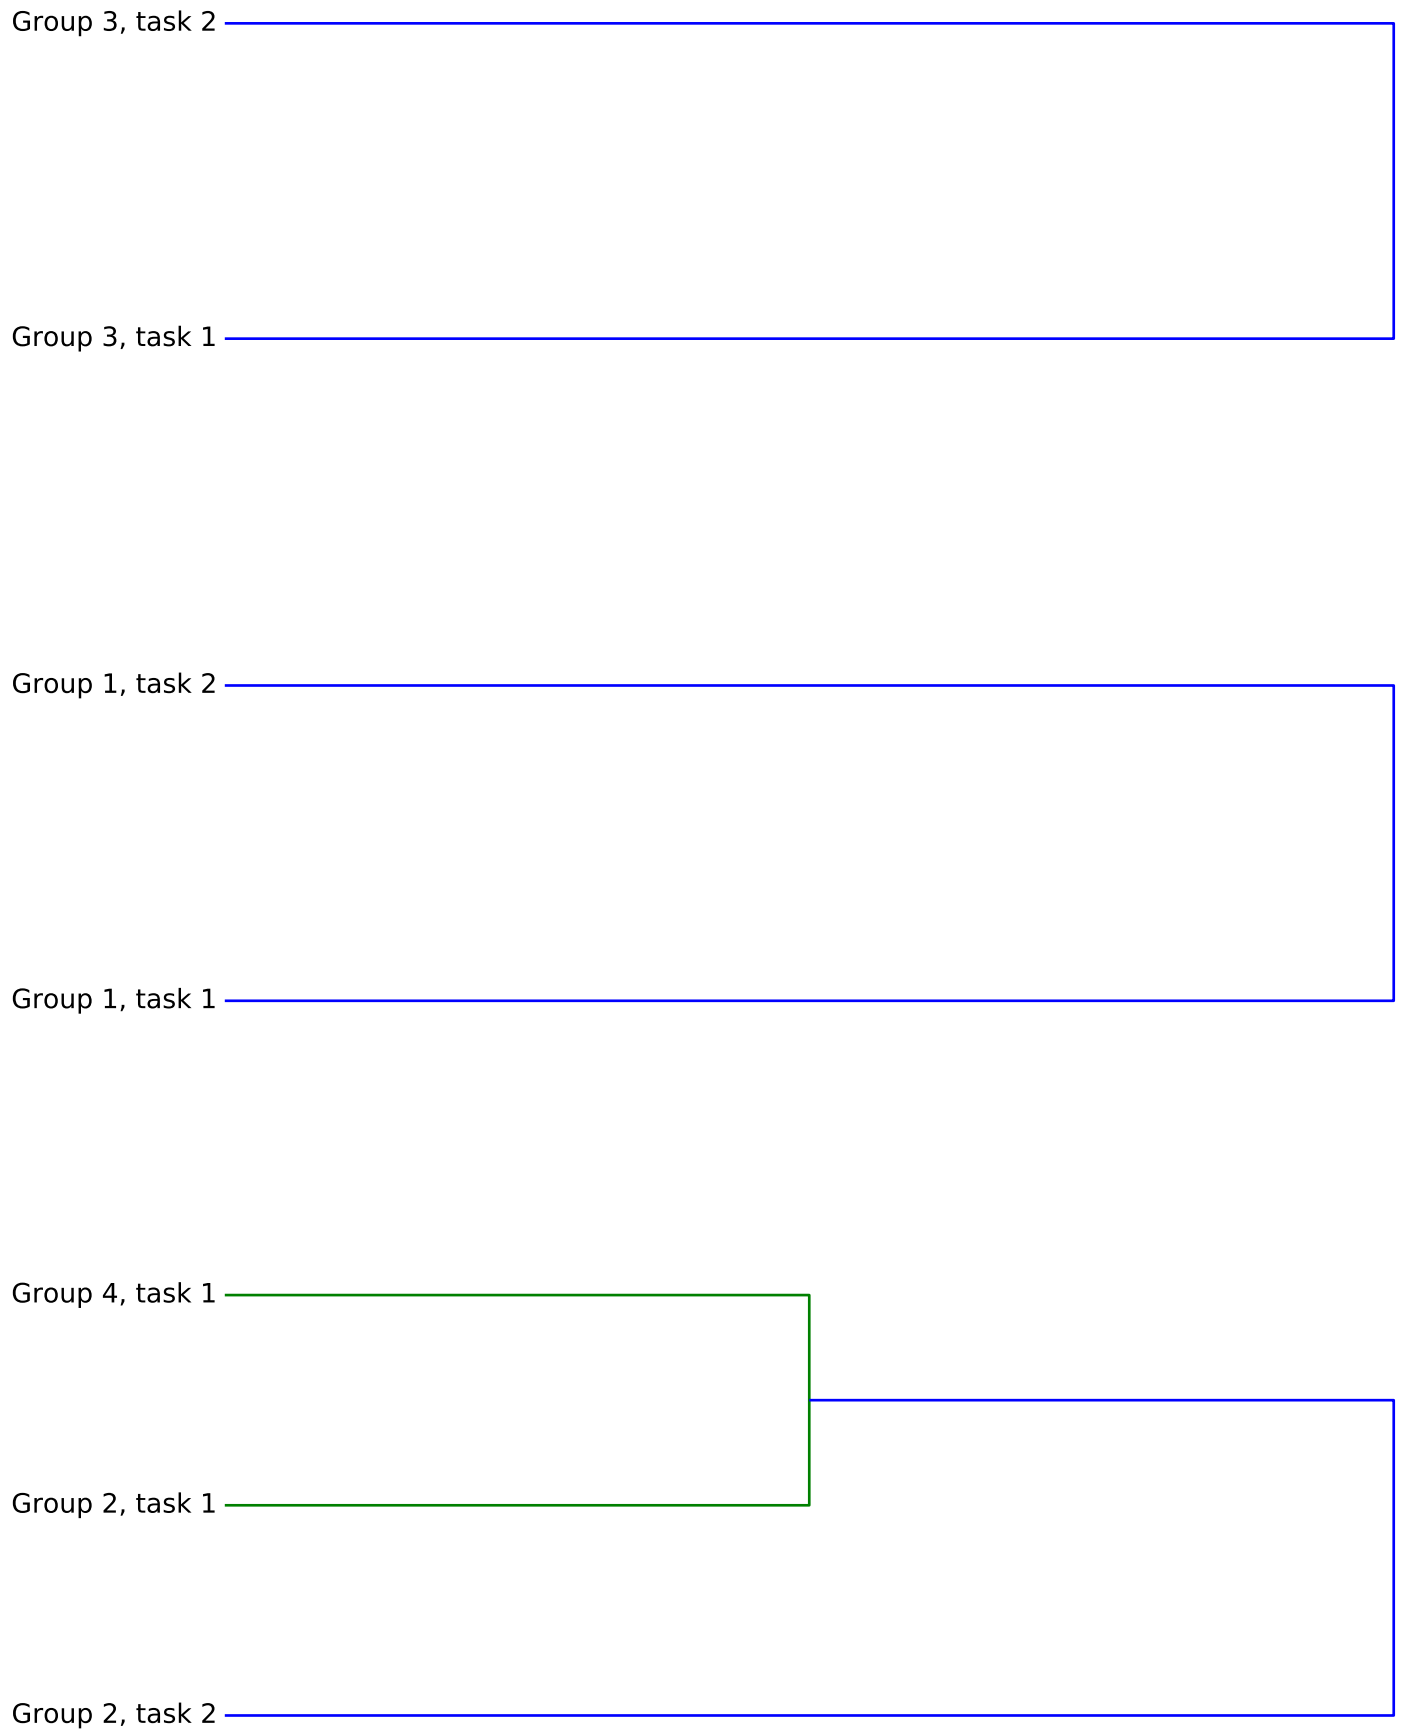 Group 3, task 2
Group 3, task 1
Group 1, task 2
Group 1, task 1
Group 4, task 1
Group 2, task 1
Group 2, task 2